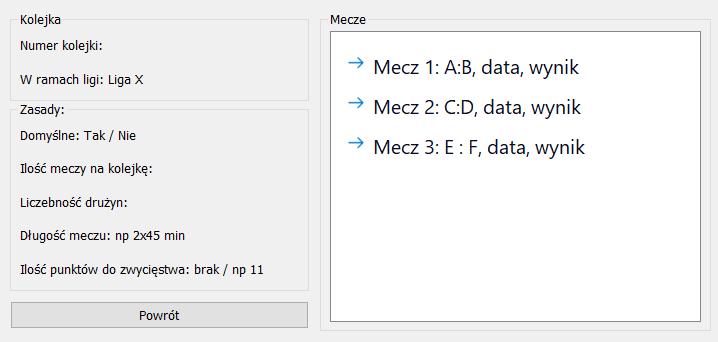 Kolejka
Numer kolejki:
W ramach ligi: Liga X
Zasady:
Domyślne: Tak / Nie
Ilość meczy na kolejkę:
Liczebność drużyn:
Długość meczu: np 2x45 min
Ilość punktów do zwycięstwa: brak / np 11
Powrót
Mecze
→ Mecz 1: A:B, data, wynik
→ Mecz 2: C:D, data, wynik
→ Mecz 3: E : F, data, wynik